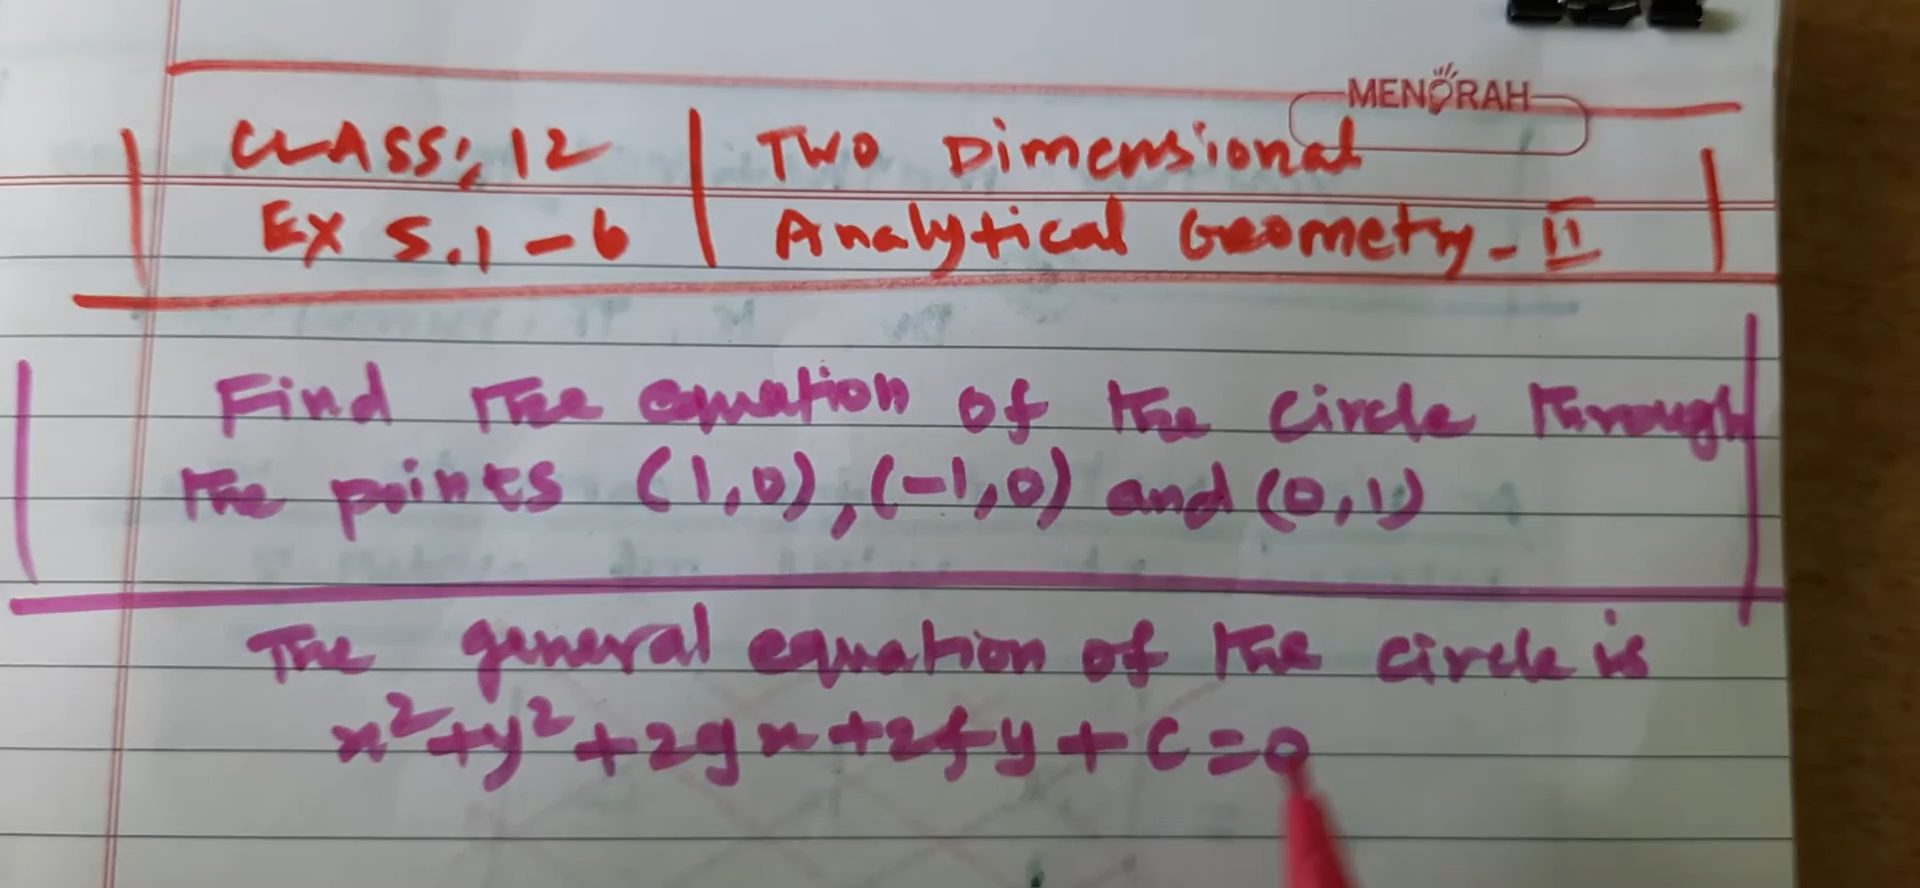 MENORAH
CLASS: 12
EX 5.1-6
Two Dimensional
Analytical Geometry-II
Find the equation of the circle through
the points (1,0), (-1,0) and (0,1)
The general equation of the circle is
x²+y²+2gx+2fy+c=0